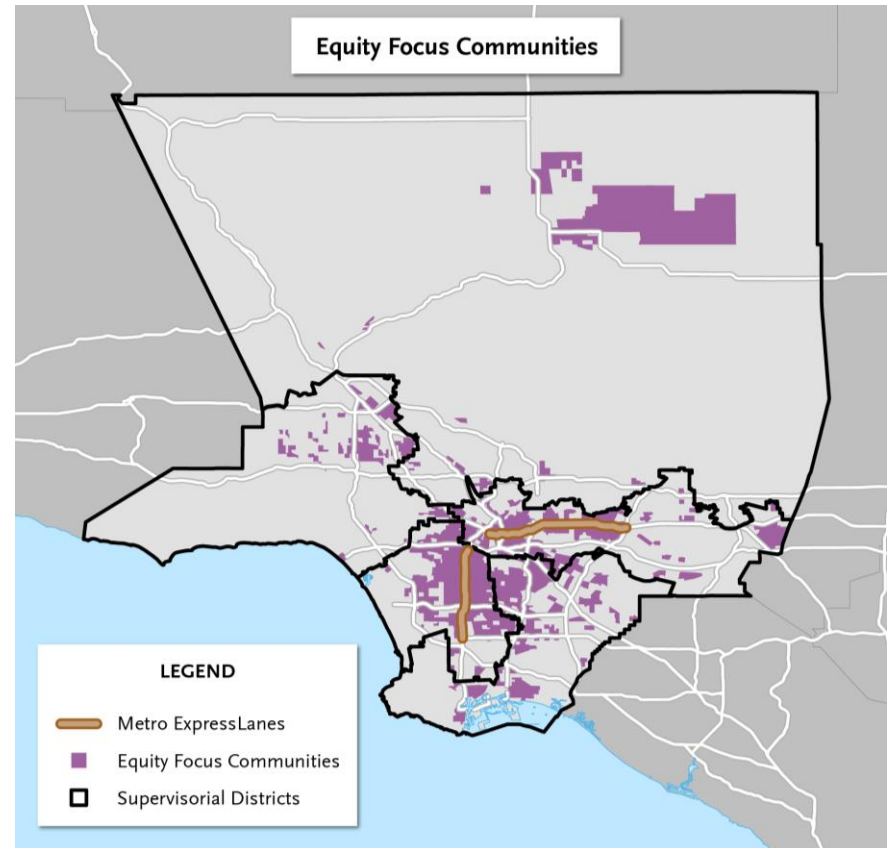 Equity Focus Communities
LEGEND
Metro ExpressLanes
Equity Focus Communities
Supervisorial Districts